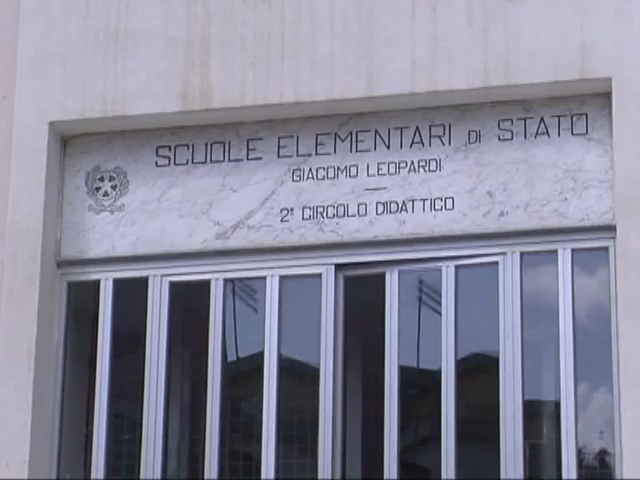 SCUOLE ELEMENTARI DI STATO
GIACOMO LEOPARDI
2° CIRCOLO DIDATTICO